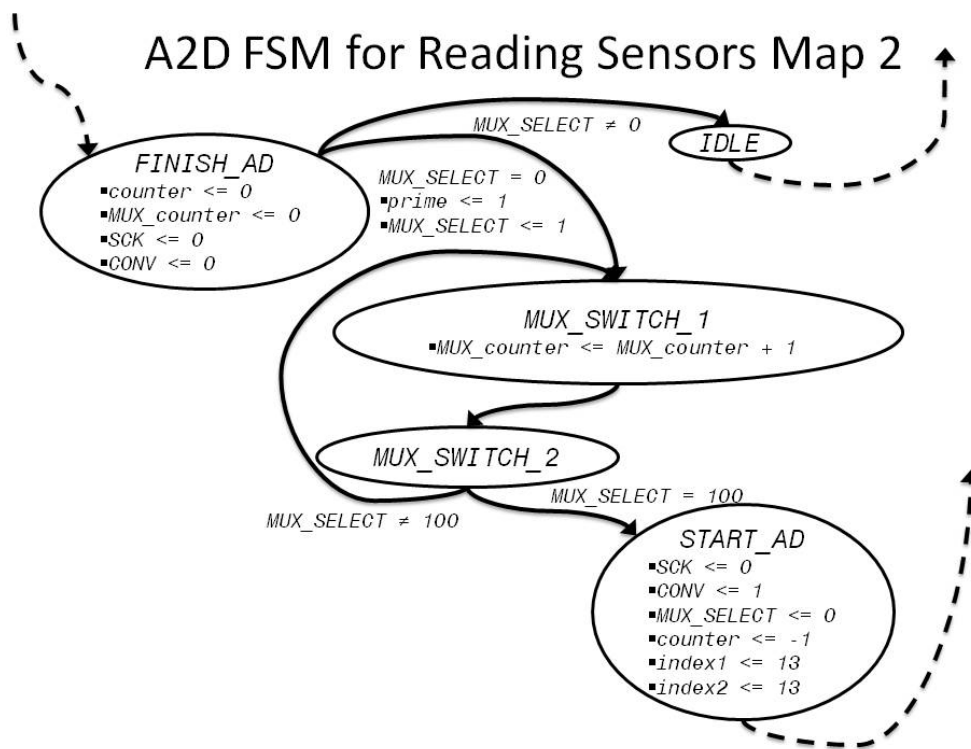 A2D FSM for Reading Sensors Map 2
MUX_SELECT ≠ 0
IDLE
FINISH_AD
▪counter <= 0
▪MUX_counter <= 0
▪SCK <= 0
▪CONV <= 0
MUX_SELECT = 0
▪prime <= 1
▪MUX_SELECT <= 1
MUX_SWITCH_1
▪MUX_counter <= MUX_counter + 1
MUX_SWITCH_2
MUX_SELECT ≠ 100
MUX_SELECT = 100
START_AD
▪SCK <= 0
▪CONV <= 1
▪MUX_SELECT <= 0
▪counter <= -1
▪index1 <= 13
▪index2 <= 13